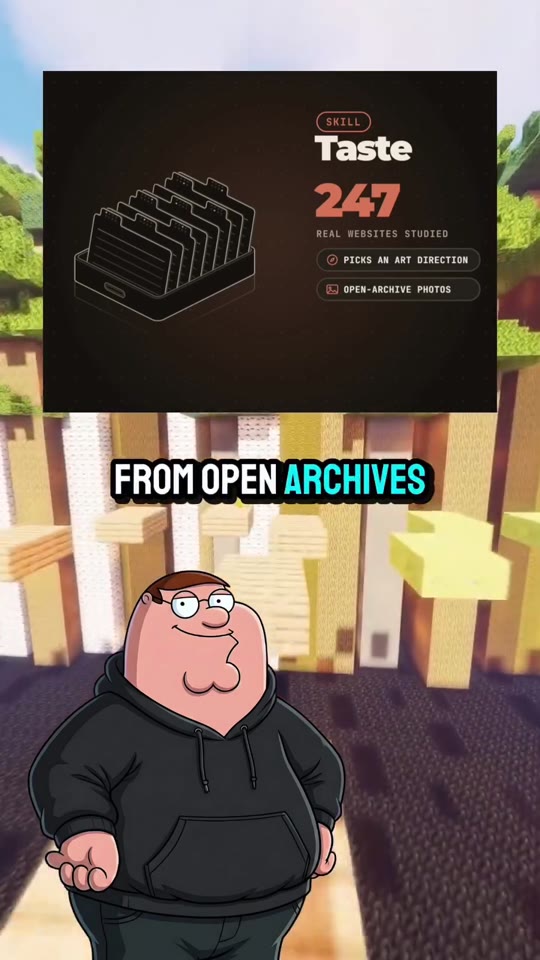 SKILL
Taste
247
REAL WEBSITES STUDIED
PICKS AN ART DIRECTION
OPEN-ARCHIVE PHOTOS
FROM OPEN ARCHIVES